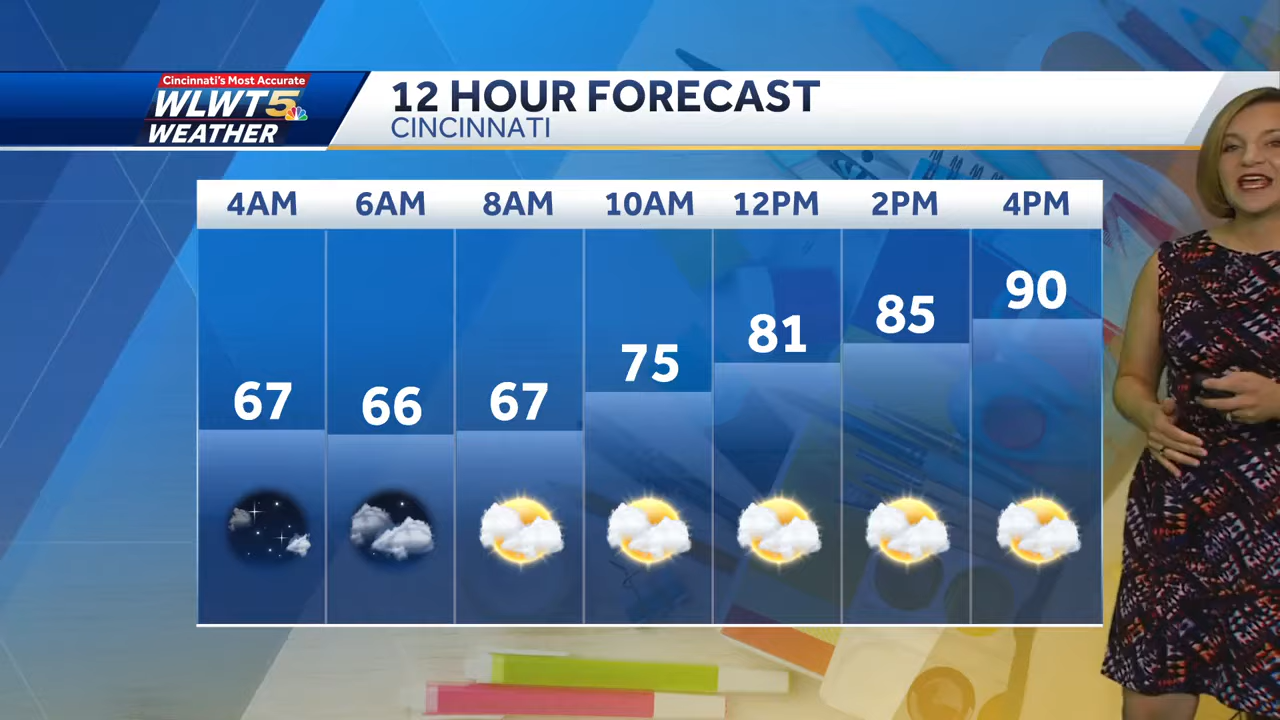 Cincinnati's Most Accurate
WLWT5
WEATHER
12 HOUR FORECAST
CINCINNATI
4AM 6AM 8AM 10AM 12PM 2PM 4PM
67 66 67 75 81 85 90